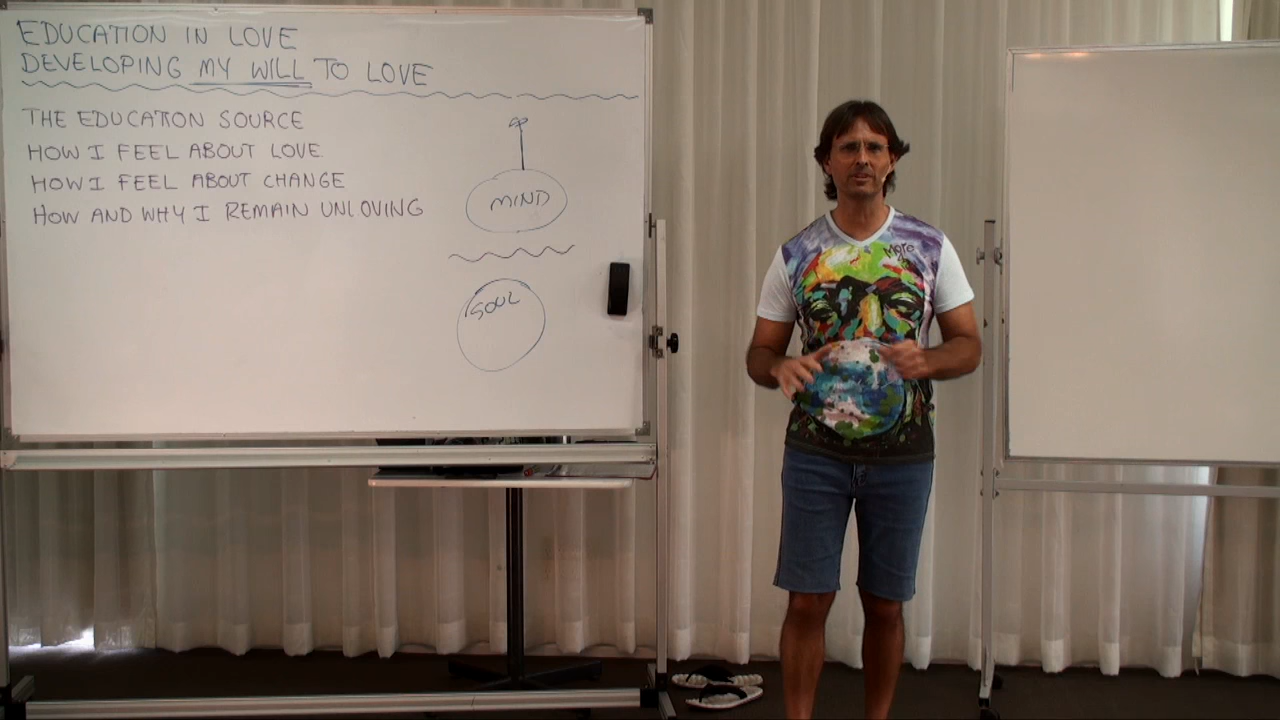 EDUCATION IN LOVE
DEVELOPING MY WILL TO LOVE
THE EDUCATION SOURCE
HOW I FEEL ABOUT LOVE
HOW I FEEL ABOUT CHANGE
HOW AND WHY I REMAIN UNLOVING
MIND
SOUL